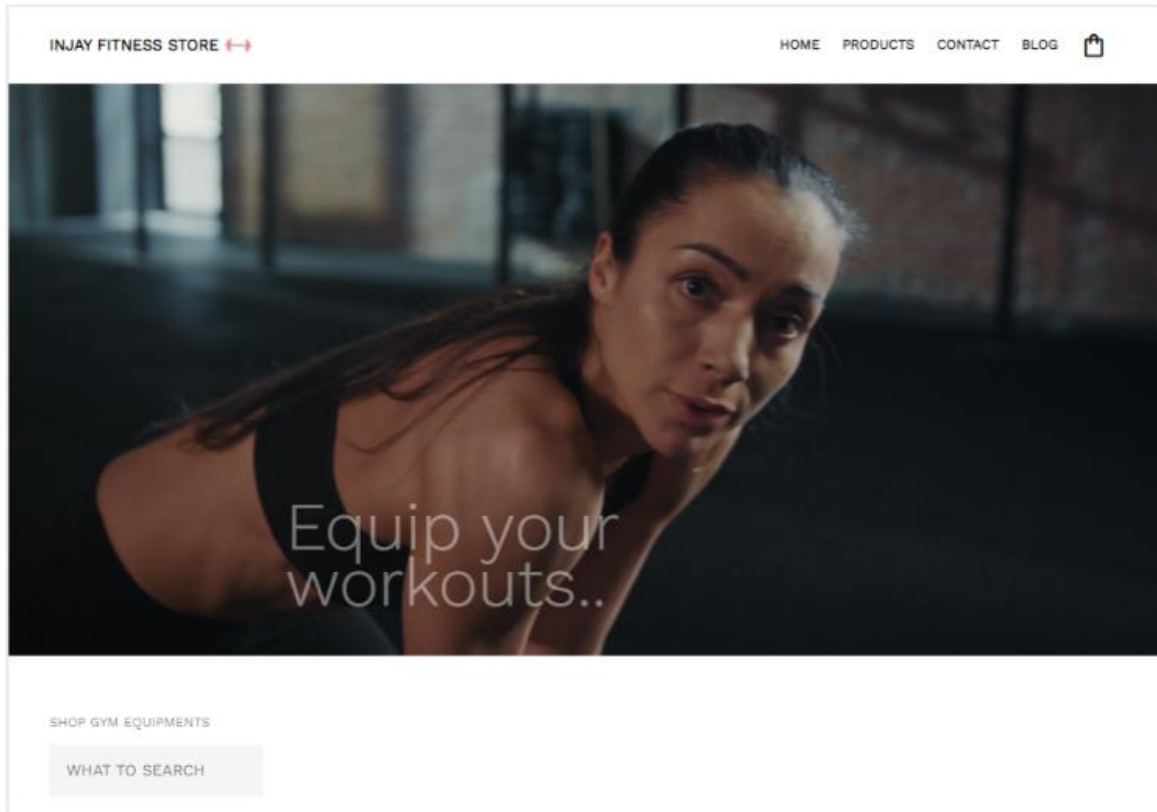 INJAY FITNESS STORE
HOME PRODUCTS CONTACT BLOG
Equip your
workouts..
SHOP GYM EQUIPMENTS
WHAT TO SEARCH